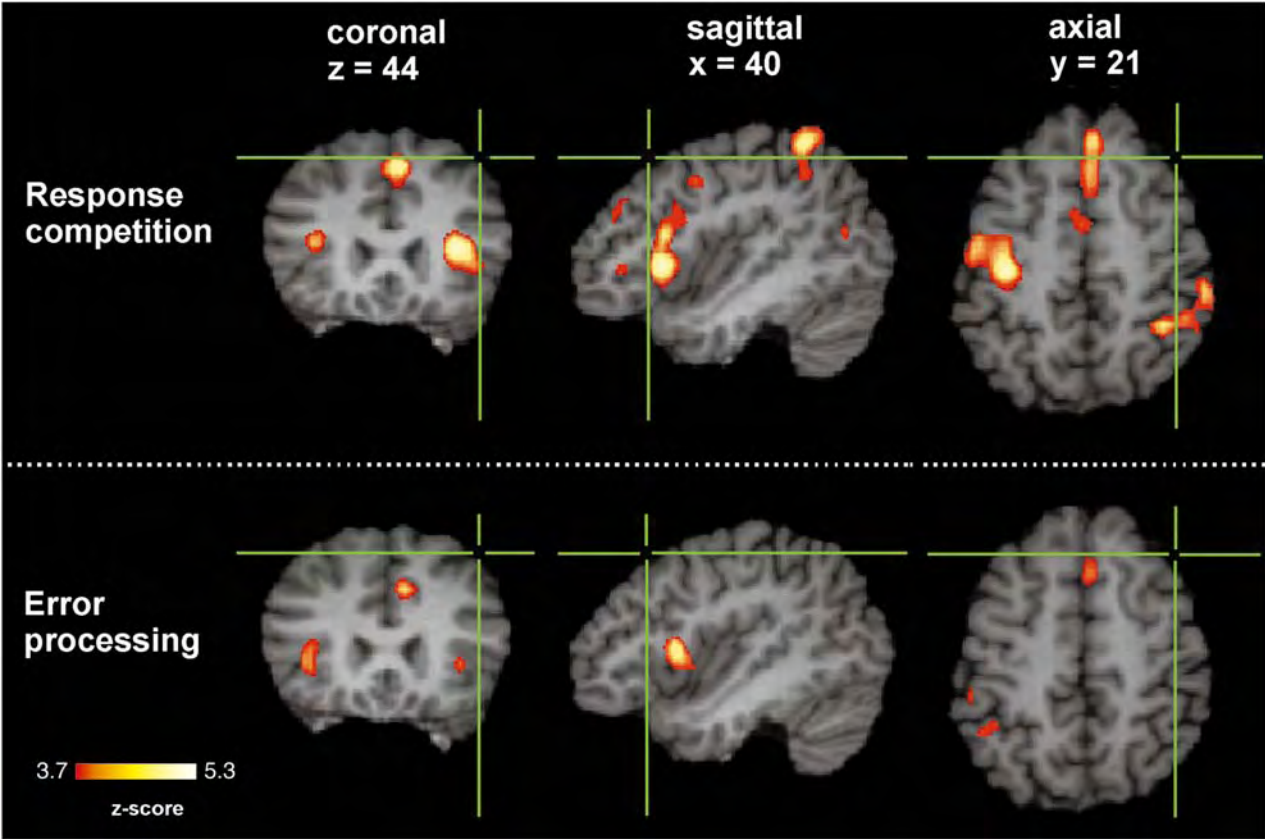 coronal
z = 44
sagittal
x = 40
axial
y = 21
Response
competition
Error
processing
3.7 5.3
z-score